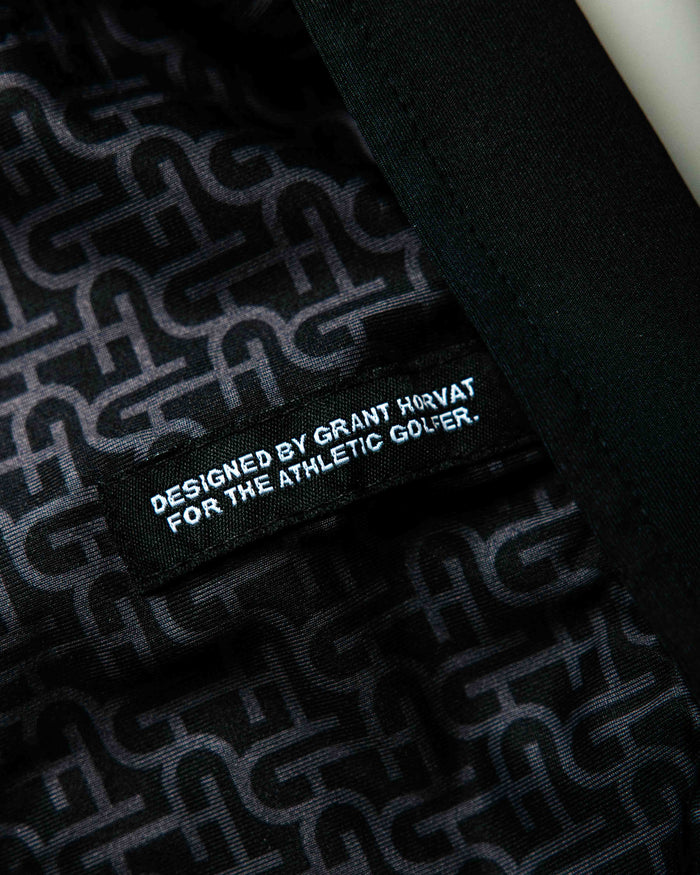 DESIGNED BY GRANT HORVAT
FOR THE ATHLETIC GOLFER.